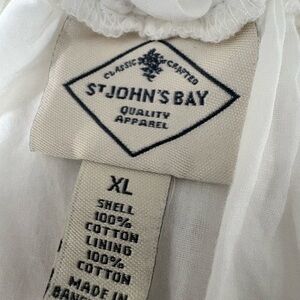 CLASSIC CRAFTED
ST JOHN'S BAY
QUALITY
APPAREL
XL
SHELL
100%
COTTON
LINING
100%
COTTON
MADE IN